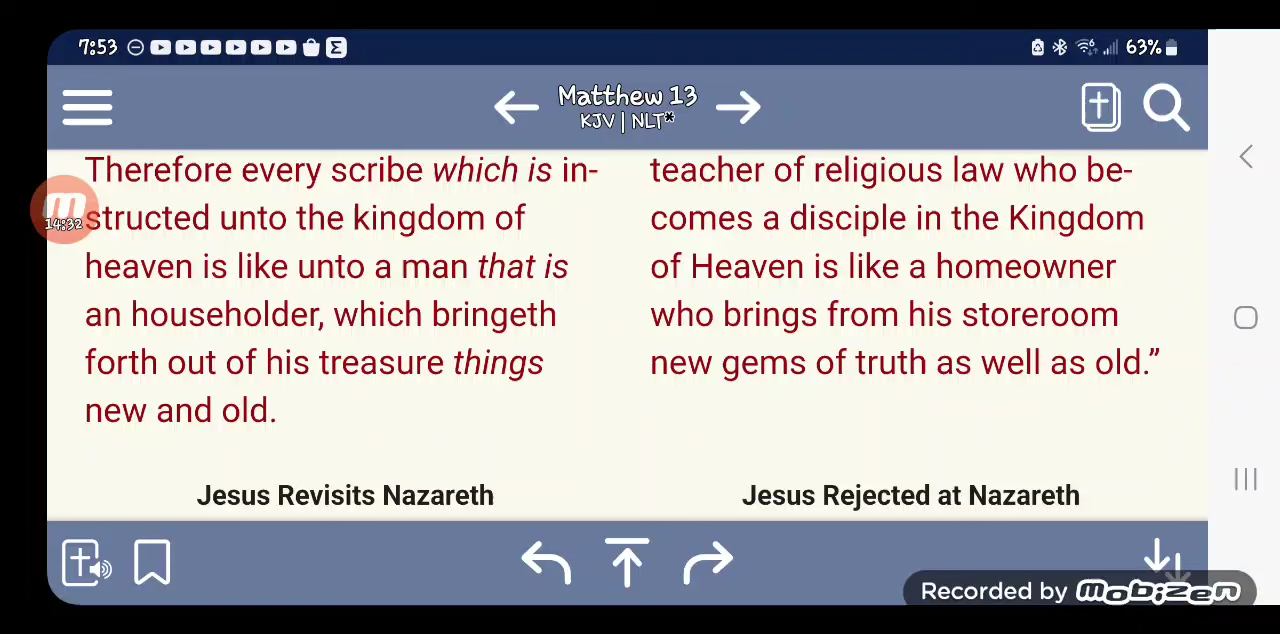 7:53
63%
Matthew 13
KJV | NLT*
14:32
Therefore every scribe which is in-
structed unto the kingdom of
heaven is like unto a man that is
an householder, which bringeth
forth out of his treasure things
new and old.
Jesus Revisits Nazareth
teacher of religious law who be-
comes a disciple in the Kingdom
of Heaven is like a homeowner
who brings from his storeroom
new gems of truth as well as old.”
Jesus Rejected at Nazareth
Recorded by mobizen